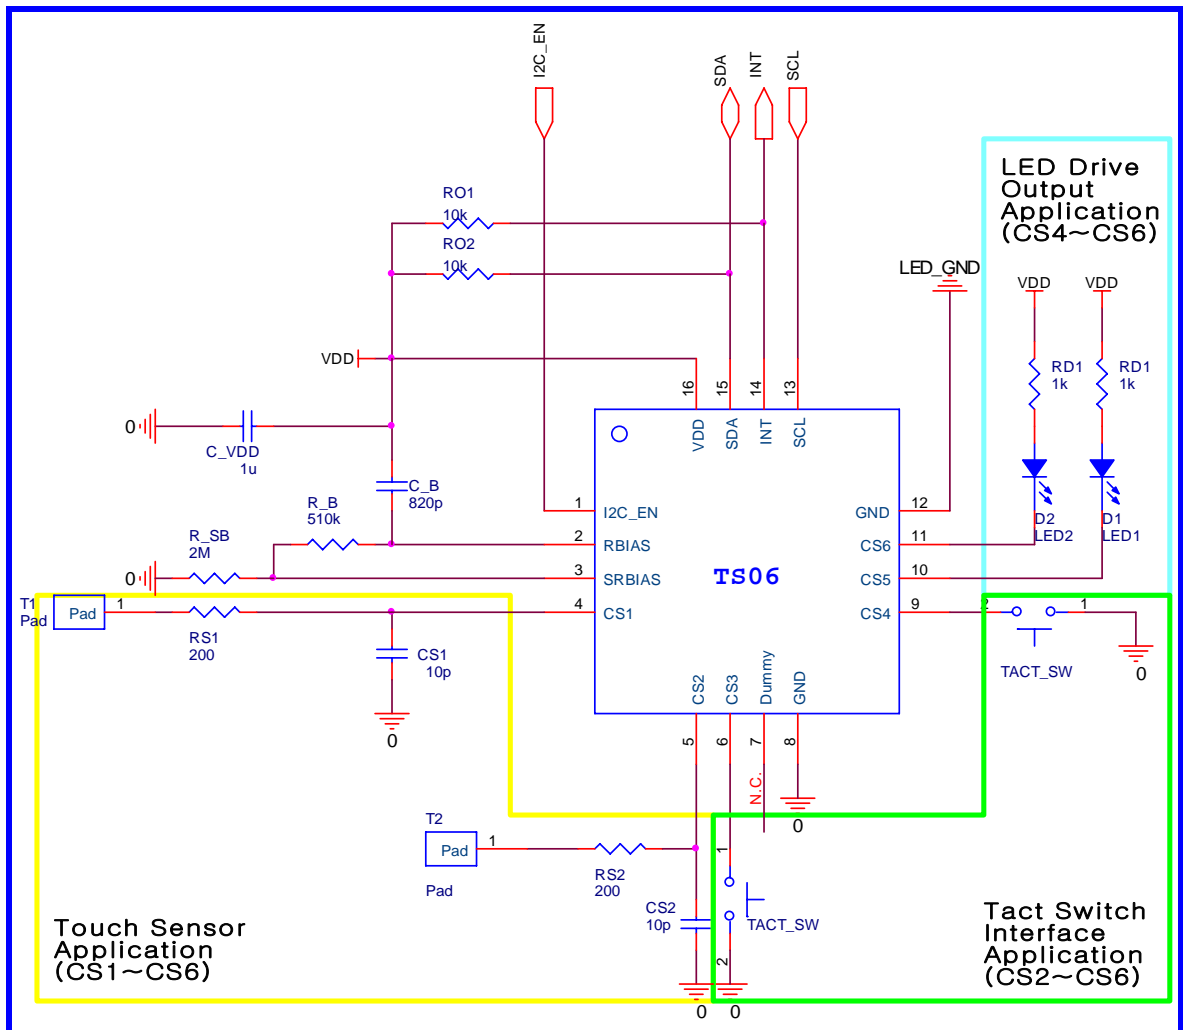 I2C_EN
SDA
INT
SCL
LED Drive
Output
Application
(CS4~CS6)
RO1
10k
RO2
10k
LED_GND
VDD
VDD
VDD
RD1
1k
RD1
1k
16
15
14
13
VDD
SDA
INT
SCL
0
C_VDD
1u
C_B
820p
R_B
510k
R_SB
2M
0
1
I2C_EN
2
RBIAS
3
SRBIAS
4
CS1
TS06
GND
12
CS6
11
CS5
10
CS4
9
D2
LED2
D1
LED1
T1
Pad
Pad
1
RS1
200
CS1
10p
0
2
1
TACT_SW
0
CS2
CS3
Dummy
GND
5
6
7
8
N.C.
0
T2
Pad
1
Pad
RS2
200
CS2
10p
1
TACT_SW
2
0
0
Touch Sensor
Application
(CS1~CS6)
Tact Switch
Interface
Application
(CS2~CS6)